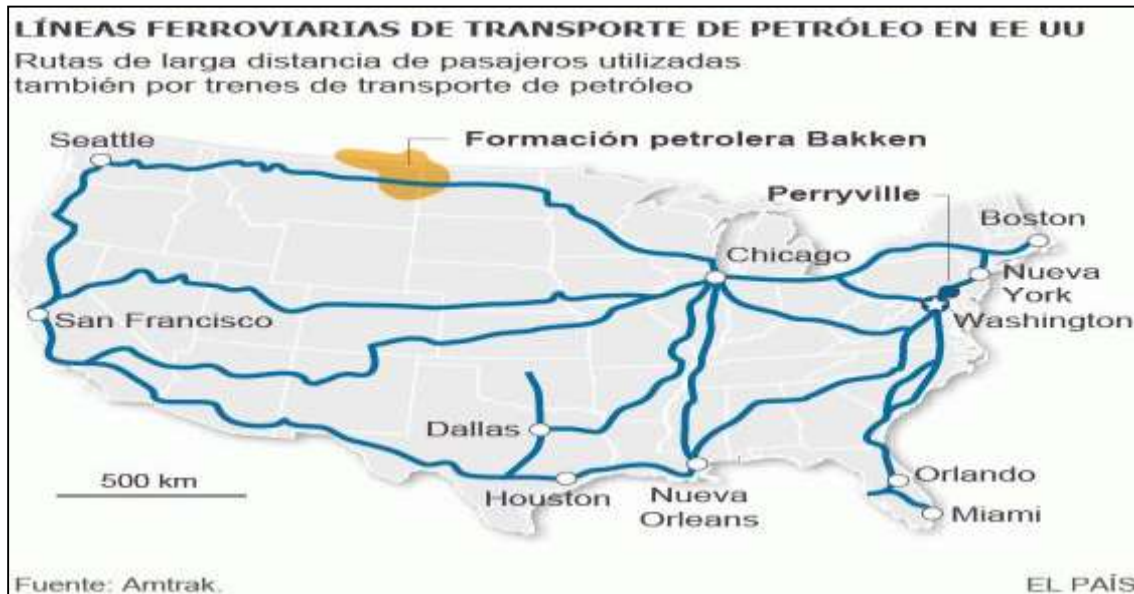 LÍNEAS FERROVIARIAS DE TRANSPORTE DE PETRÓLEO EN EE UU
Rutas de larga distancia de pasajeros utilizadas
también por trenes de transporte de petróleo
Seattle
Formación petrolera Bakken
Perryville
Boston
Chicago
Nueva
York
San Francisco
Washington
Dallas
500 km
Houston
Nueva
Orleans
Orlando
Miami
Fuente: Amtrak.
EL PAÍS